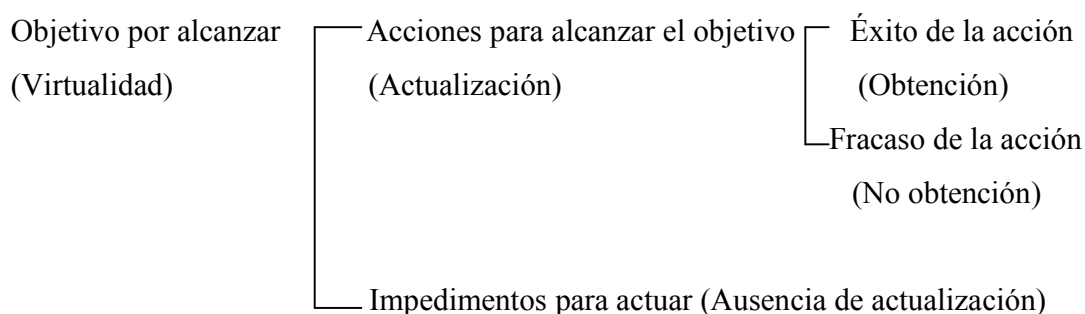 Objetivo por alcanzar Acciones para alcanzar el objetivo Éxito de la acción
(Virtualidad) (Actualización) (Obtención)
Fracaso de la acción
(No obtención)
Impedimentos para actuar (Ausencia de actualización)